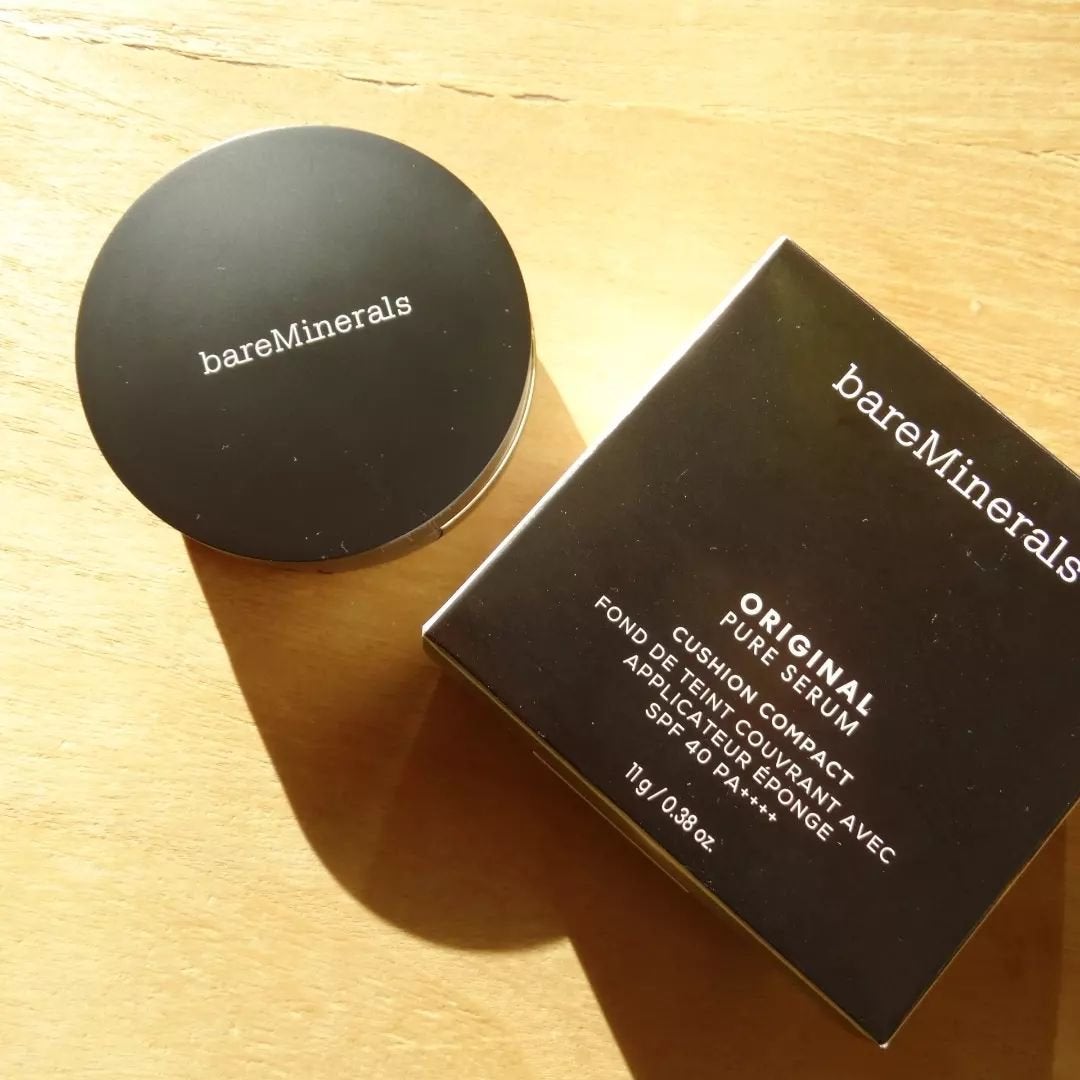 bareMinerals
bareMinerals
ORIGINAL
PURE SERUM
CUSHION COMPACT
FOND DE TEINT COUVRANT AVEC
APPLICATEUR ÉPONGE
SPF 40 PA++++
11 g / 0.38 oz.